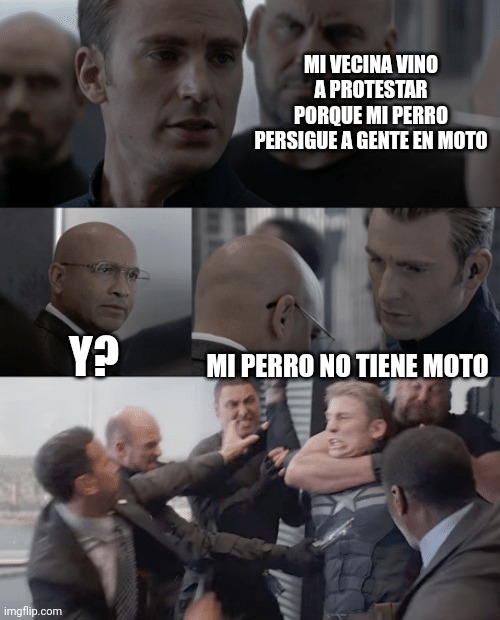 MI VECINA VINO
A PROTESTAR
PORQUE MI PERRO
PERSIGUE A GENTE EN MOTO
Y?
MI PERRO NO TIENE MOTO
imgflip.com